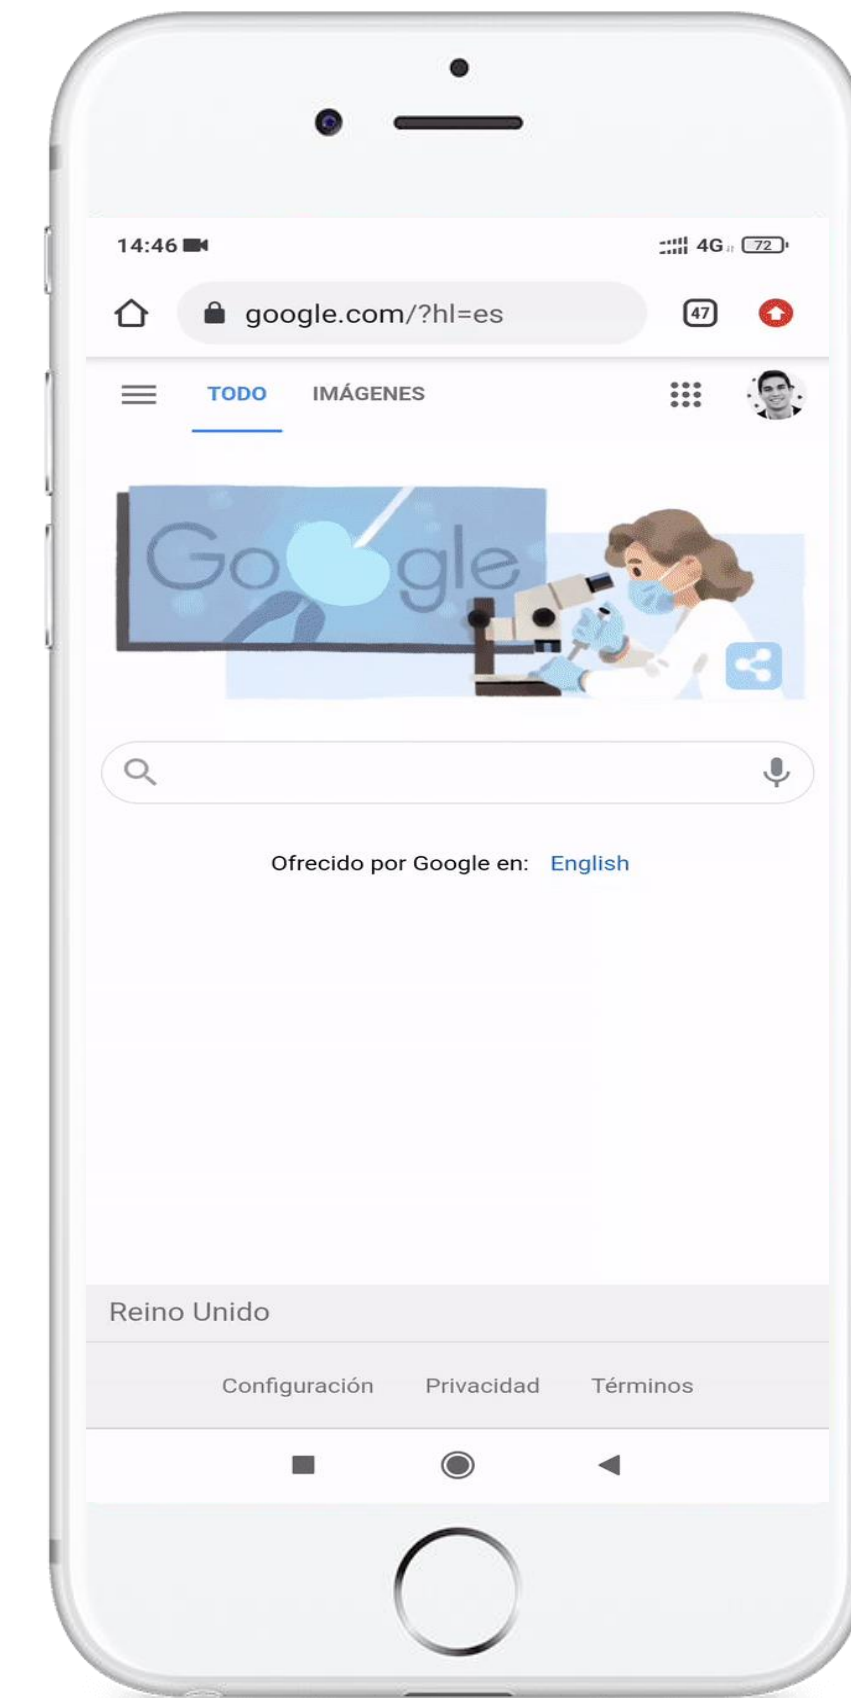 14:46 4G 72
google.com/?hl=es 47
TODO IMÁGENES
Google
Ofrecido por Google en: English
Reino Unido
Configuración Privacidad Términos